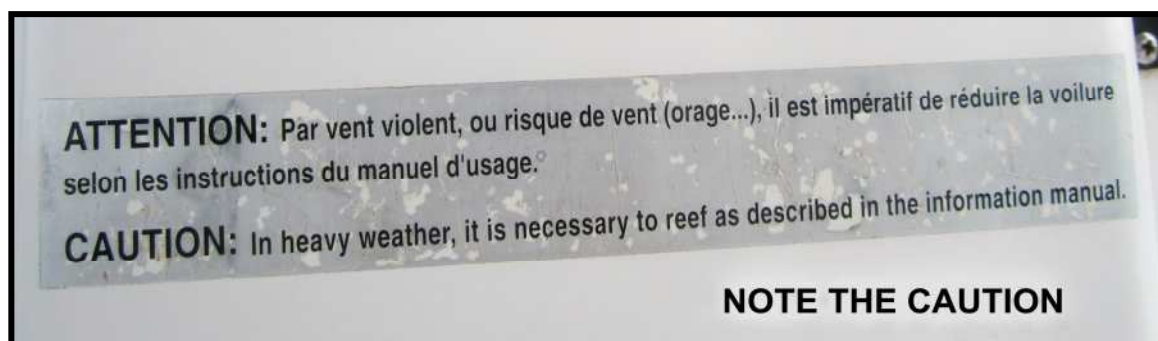 ATTENTION: Par vent violent, ou risque de vent (orage...), il est impératif de réduire la voilure
selon les instructions du manuel d'usage.
CAUTION: In heavy weather, it is necessary to reef as described in the information manual.
NOTE THE CAUTION